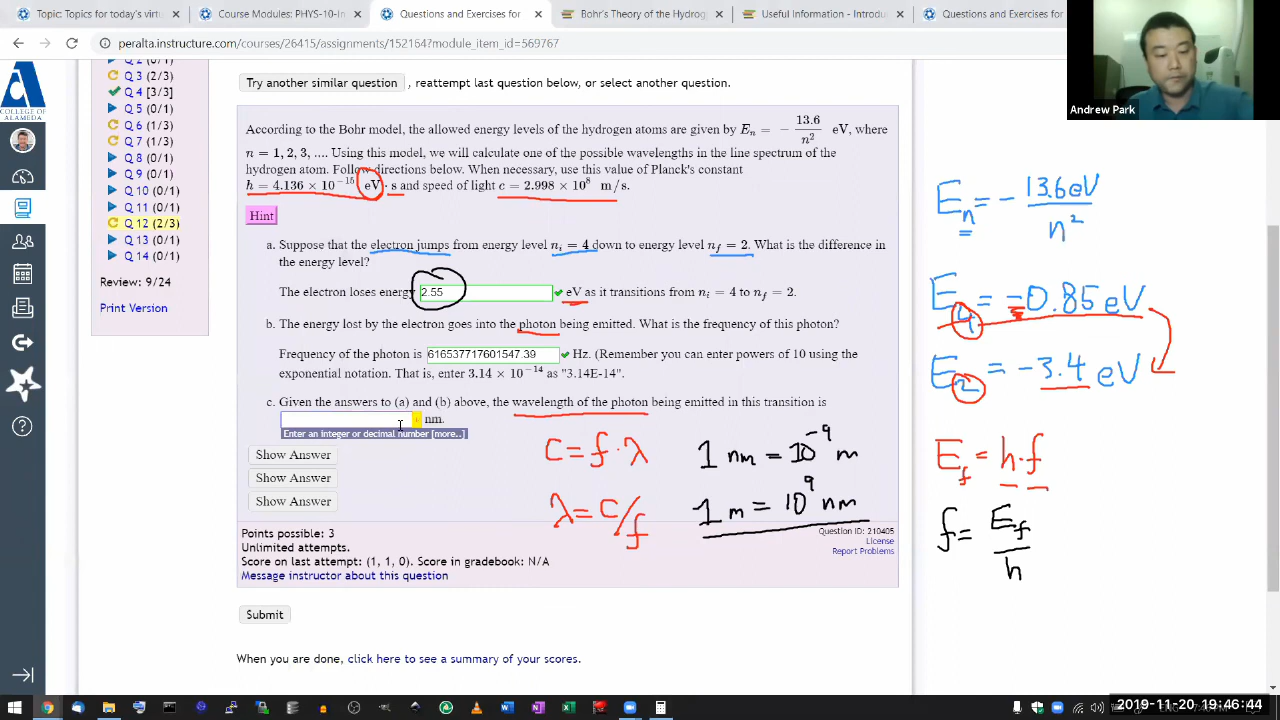 Topic: Topics for today's virtu
Course Modules: PHYS-10-In
Questions and Exercises for
Bohr's Theory of the Hydrog
Useful Information - Introdu
Questions and Exercises for
peralta.instructure.com/courses/26415/assignments/152164?module_item_id=569767
Andrew Park
COLLEGE OF
ALAMEDA
Q 3 (2/3)
Q 4 [3/3]
Q 5 (0/1)
Q 6 (1/3)
Q 7 (1/3)
Q 8 (0/1)
Q 9 (0/1)
Q 10 (0/1)
Q 11 (0/1)
Q 12 (2/3)
Q 13 (0/1)
Q 14 (0/1)
Review: 9/24
Print Version
Try another similar question , reattempt last question below, or select another question.
According to the Bohr model, the allowed energy levels of the hydrogen atoms are given by Eₙ = − 13.6/n² eV, where
n = 1, 2, 3, .... Using this model, we will calculate one of the possible wavelengths in the line spectrum of the
hydrogen atom. Follow directions below. When necessary, use this value of Planck's constant
h = 4.136 × 10⁻¹⁵ eV · s and speed of light c = 2.998 × 10⁸ m/s.
Hint
Suppose that the electron jumps from energy level nᵢ = 4 down to energy level n_f = 2. What is the difference in
the energy level?
The electron loses energy 2.55 eV as it transitions from nᵢ = 4 to n_f = 2.
The energy lost by the electron goes into the photon being emitted. What is the frequency of this photon?
Frequency of the photon is 616537717601547.39 Hz. (Remember you can enter powers of 10 using the
exponential notation. That is, enter 3.14 × 10⁻¹⁴ as "3.14E-14".
Given the answers to (a) and (b) above, the wavelength of the photon being emitted in this transition is
nm.
Enter an integer or decimal number [more..]
Show Answer
Show Answer
Show Answer
C = f · λ
λ = C/f
1 nm = 10⁻⁹ m
1 m = 10⁹ nm
Question ID: 210405
License
Report Problems
Points possible: 3
Unlimited attempts.
Score on last attempt: (1, 1, 0). Score in gradebook: N/A
Message instructor about this question
Submit
When you are done, click here to see a summary of your scores.
Eₙ = − 13.6eV/n²
E₄ = −0.85 eV
E₂ = −3.4 eV
E_f = h · f
f = E_f/h
2019-11-20 19:46:44